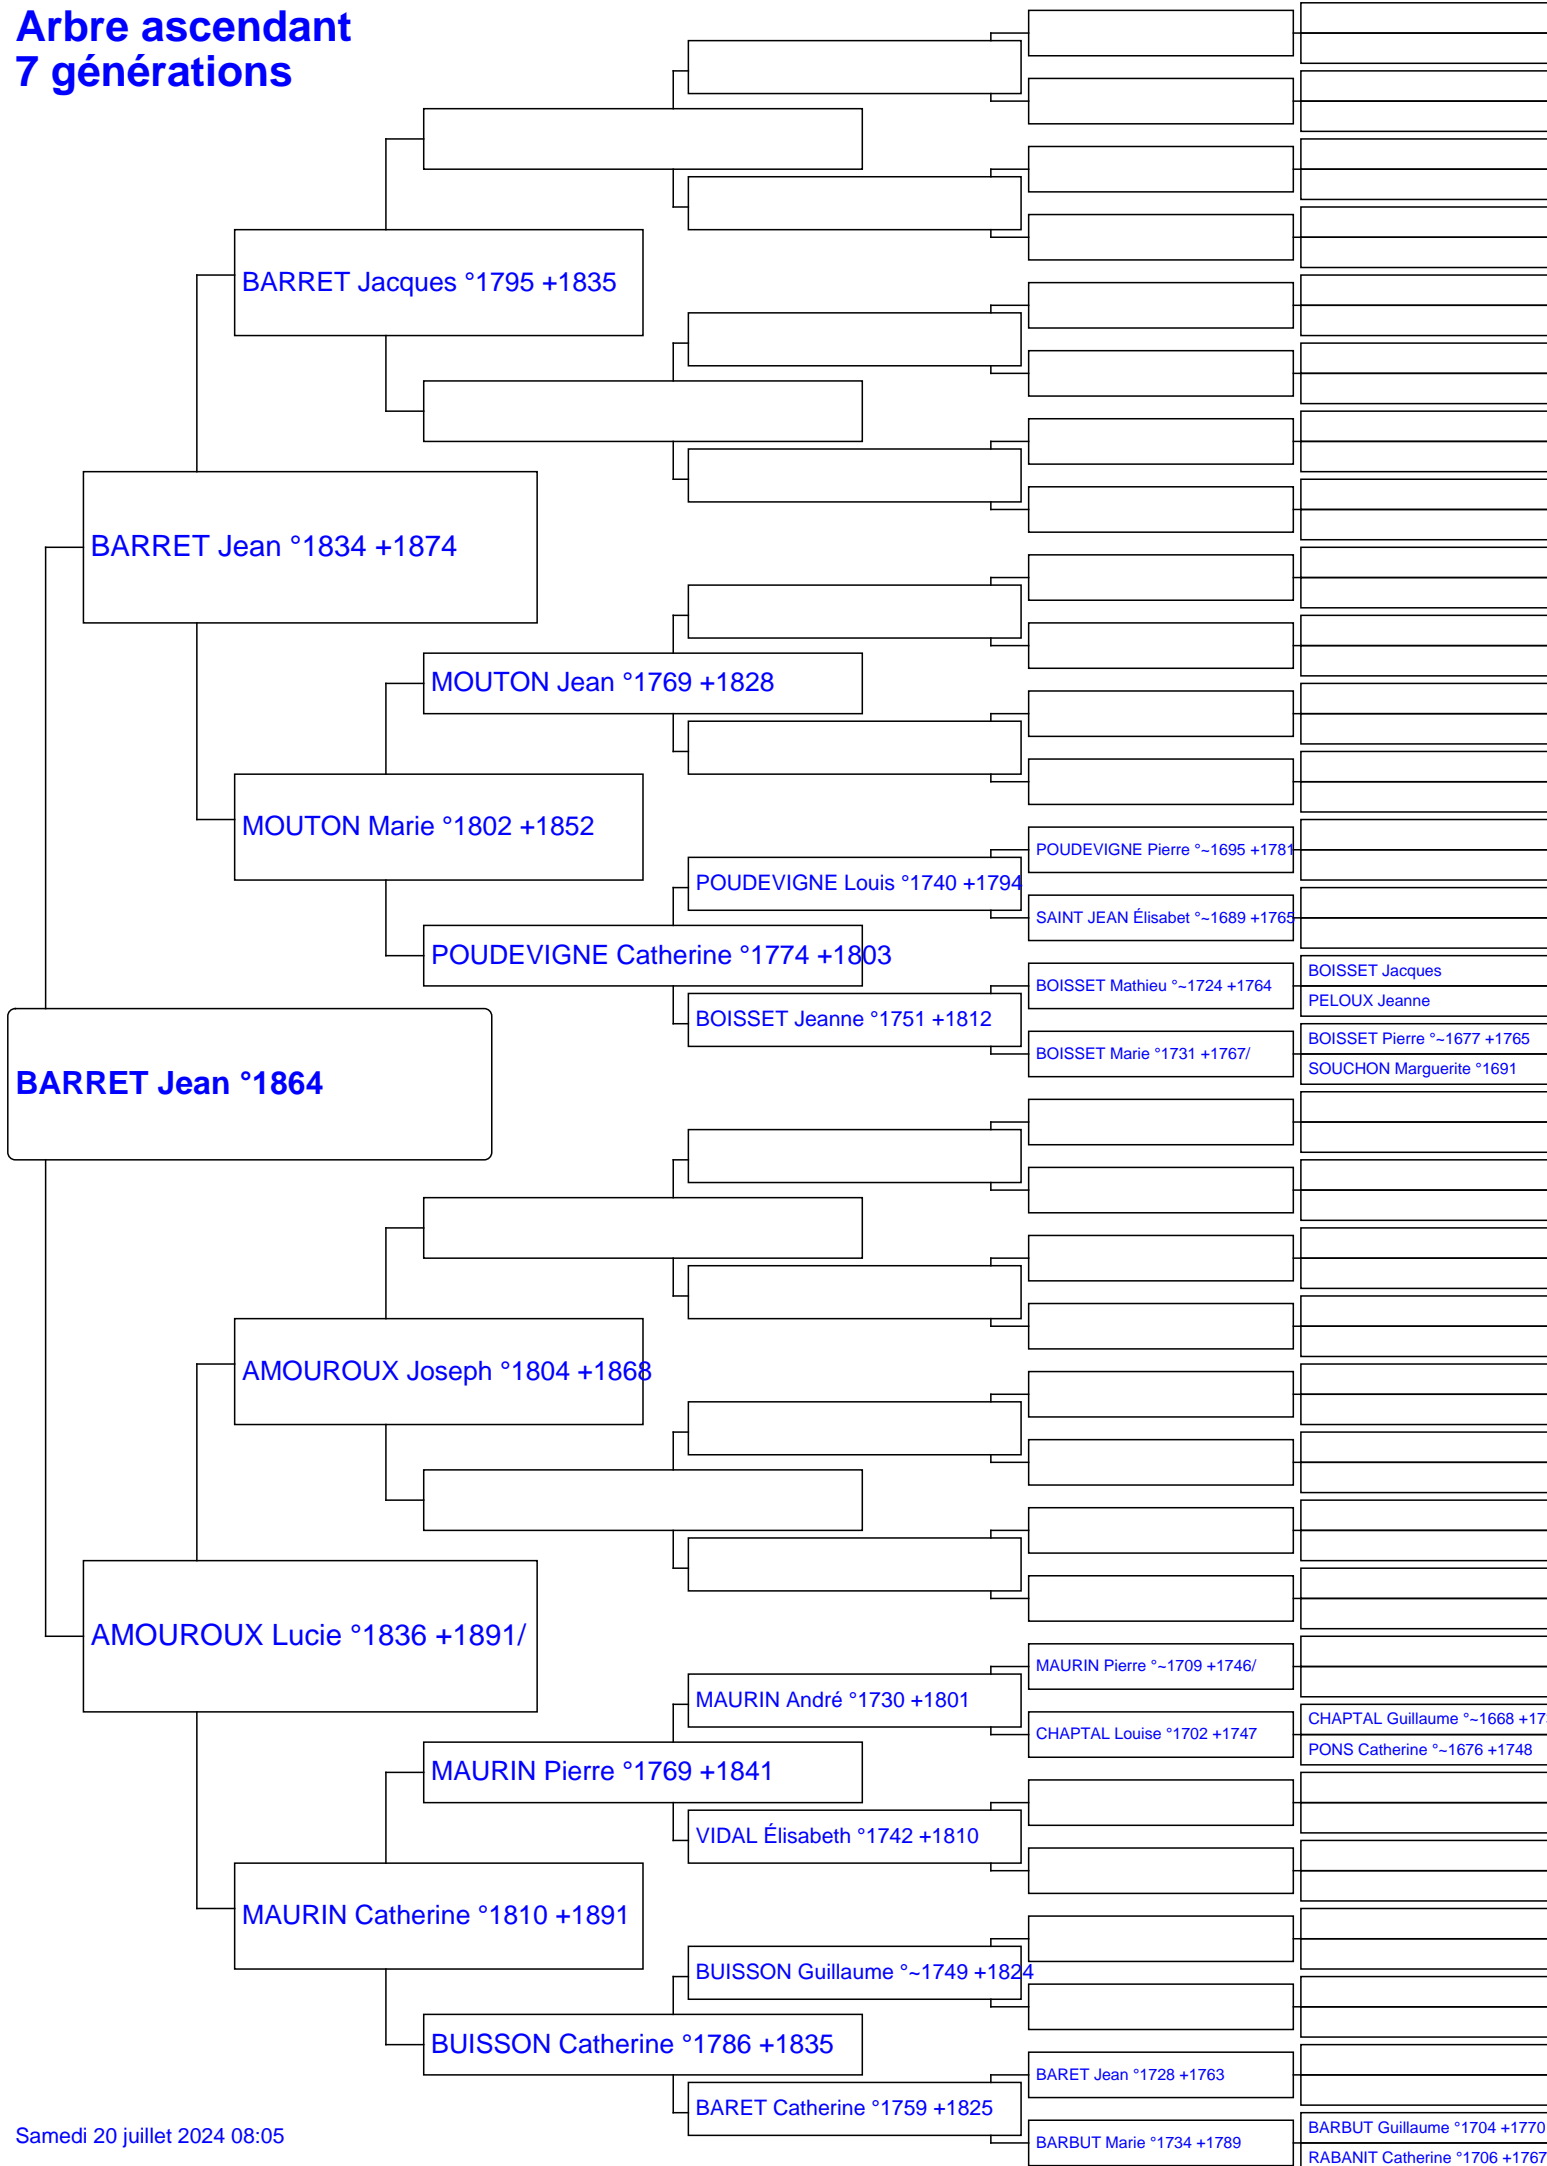 Arbre ascendant
7 générations
BARRET Jacques °1795 +1835
BARRET Jean °1834 +1874
MOUTON Jean °1769 +1828
MOUTON Marie °1802 +1852
POUDEVIGNE Pierre °~1695 +1781
POUDEVIGNE Louis °1740 +1794
SAINT JEAN Élisabet °~1689 +1765
POUDEVIGNE Catherine °1774 +1803
BOISSET Jacques
BOISSET Mathieu °~1724 +1764
PELOUX Jeanne
BOISSET Jeanne °1751 +1812
BOISSET Pierre °~1677 +1765
BOISSET Marie °1731 +1767/
SOUCHON Marguerite °1691
BARRET Jean °1864
AMOUROUX Joseph °1804 +1868
AMOUROUX Lucie °1836 +1891/
MAURIN Pierre °~1709 +1746/
MAURIN André °1730 +1801
CHAPTAL Guillaume °~1668 +173
CHAPTAL Louise °1702 +1747
PONS Catherine °~1676 +1748
MAURIN Pierre °1769 +1841
VIDAL Élisabeth °1742 +1810
MAURIN Catherine °1810 +1891
BUISSON Guillaume °~1749 +1824
BUISSON Catherine °1786 +1835
BARET Jean °1728 +1763
BARET Catherine °1759 +1825
BARBUT Guillaume °1704 +1770
BARBUT Marie °1734 +1789
RABANIT Catherine °1706 +1767
Samedi 20 juillet 2024 08:05